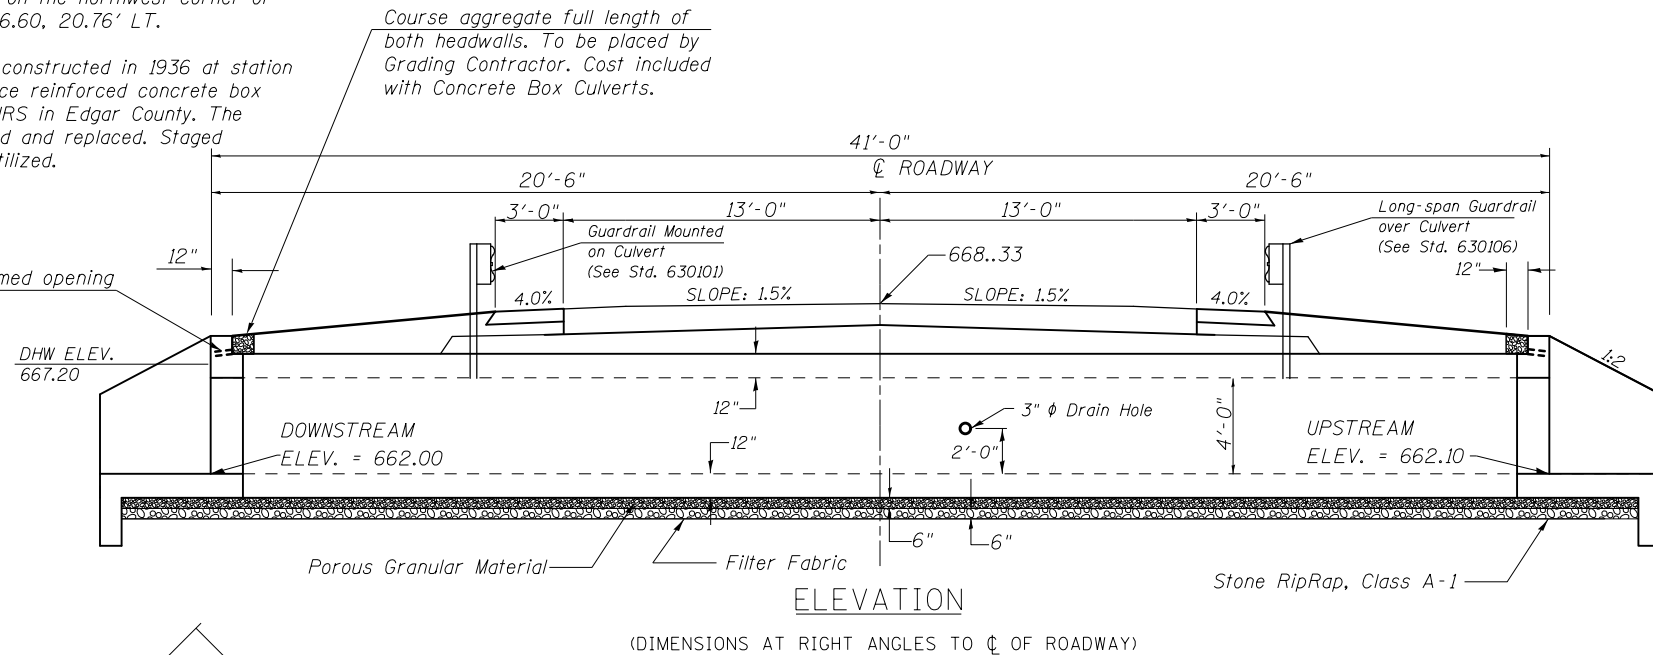 on the northwest corner of
6.60, 20.76' LT.
constructed in 1936 at station
ce reinforced concrete box
in Edgar County. The
d and replaced. Staged
tilized.
Course aggregate full length of
both headwalls. To be placed by
Grading Contractor. Cost included
with Concrete Box Culverts.
41'-0"
℄ ROADWAY
20'-6"
20'-6"
3'-0"
13'-0"
13'-0"
3'-0"
Guardrail Mounted
on Culvert
(See Std. 630101)
Long-span Guardrail
over Culvert
(See Std. 630106)
12"
12"
med opening
668..33
4.0%
SLOPE: 1.5%
SLOPE: 1.5%
4.0%
DHW ELEV.
667.20
1:2
12"
3" ϕ Drain Hole
4'-0"
DOWNSTREAM
ELEV. = 662.00
12"
2'-0"
UPSTREAM
ELEV. = 662.10
6"
6"
Porous Granular Material
Filter Fabric
Stone RipRap, Class A-1
ELEVATION
(DIMENSIONS AT RIGHT ANGLES TO ℄ OF ROADWAY)